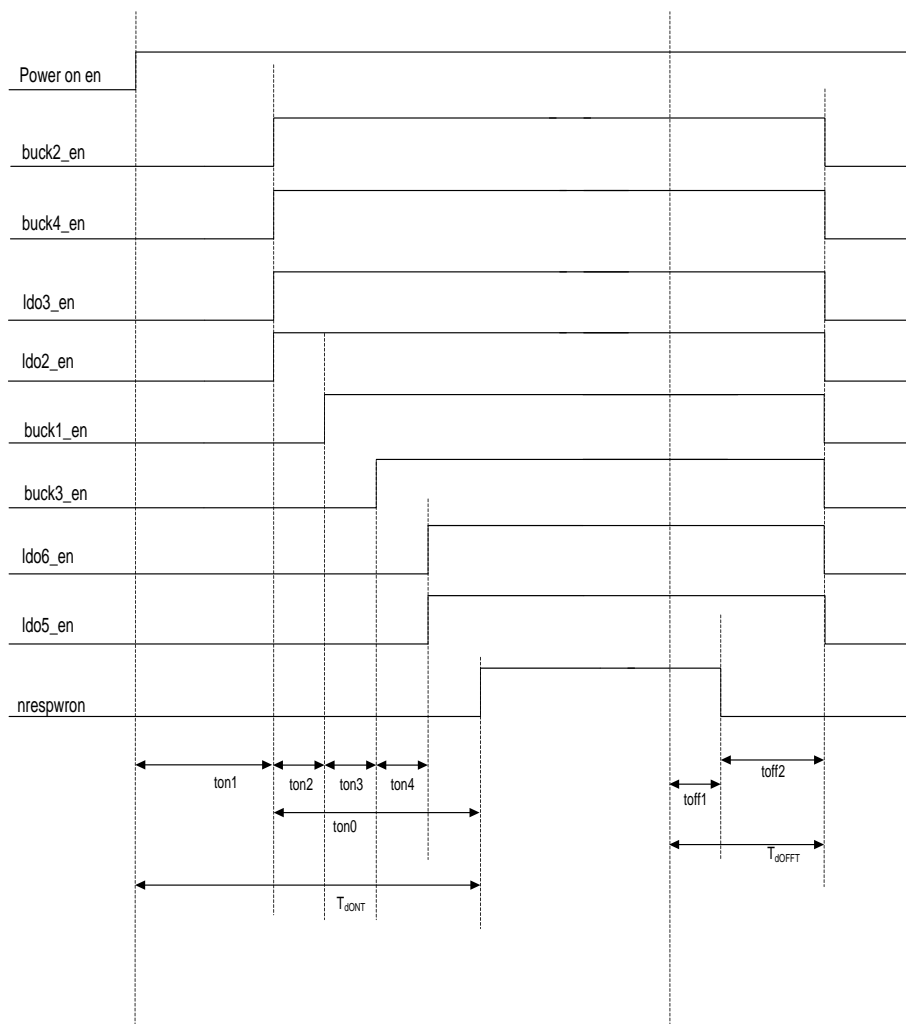 Power on en
buck2_en
buck4_en
ldo3_en
ldo2_en
buck1_en
buck3_en
ldo6_en
ldo5_en
nrespwron
ton1
ton2
ton3
ton4
toff2
toff1
ton0
TdOFFT
TdONT